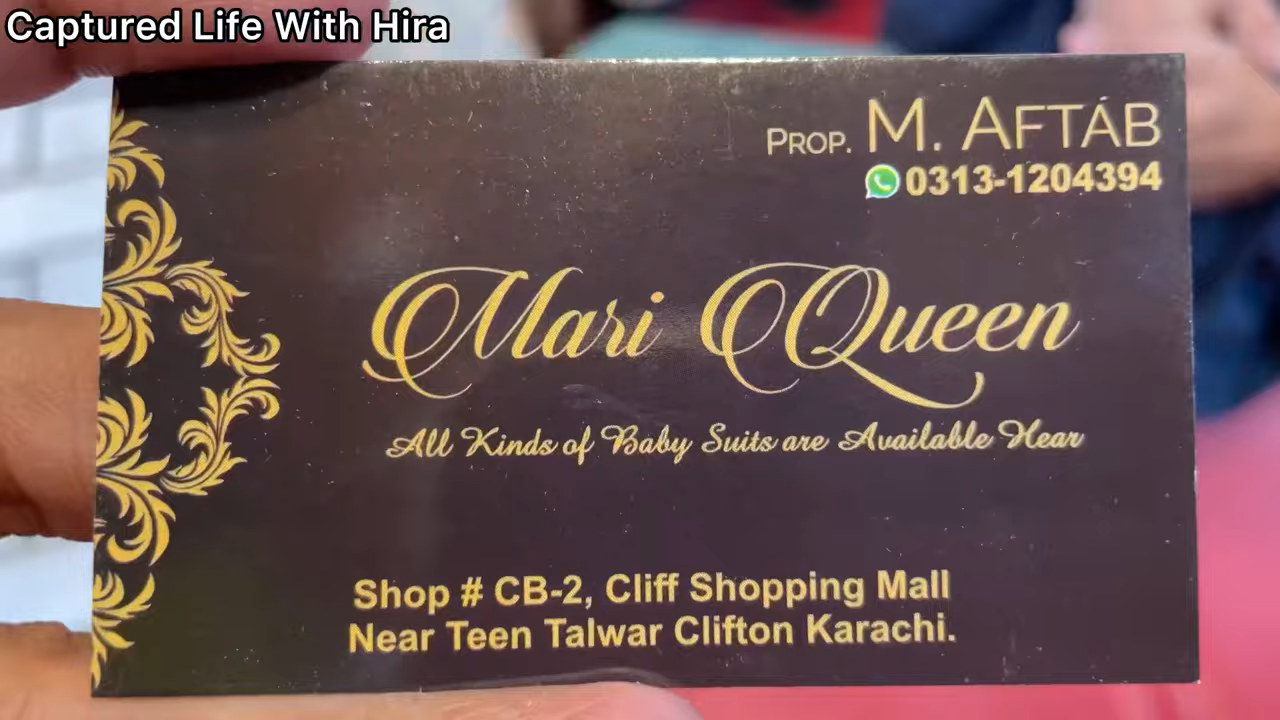 Captured Life With Hira
PROP. M. AFTAB
0313-1204394
Mari Queen
All Kinds of Baby Suits are Available Hear
Shop # CB-2, Cliff Shopping Mall
Near Teen Talwar Clifton Karachi.